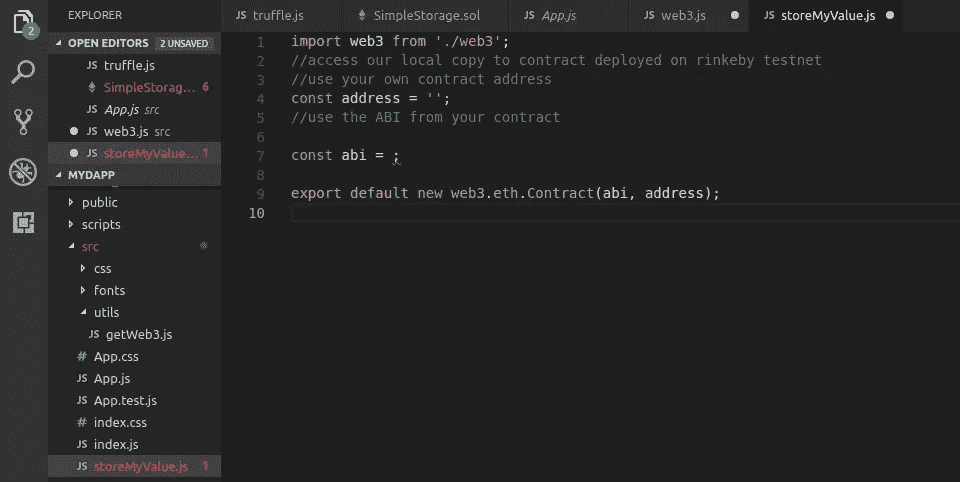 EXPLORER
JS truffle.js
SimpleStorage.sol
JS App.js
JS web3.js
JS storeMyValue.js
2
OPEN EDITORS 2 UNSAVED
JS truffle.js
SimpleStorag... 6
JS App.js src
JS web3.js src
JS storeMyValue... 1
MYDAPP
public
scripts
src
css
fonts
utils
JS getWeb3.js
# App.css
JS App.js
JS App.test.js
# index.css
JS index.js
JS storeMyValue.js 1
1 import web3 from './web3';
2 //access our local copy to contract deployed on rinkeby testnet
3 //use your own contract address
4 const address = '';
5 //use the ABI from your contract
6
7 const abi = ;
8
9 export default new web3.eth.Contract(abi, address);
10